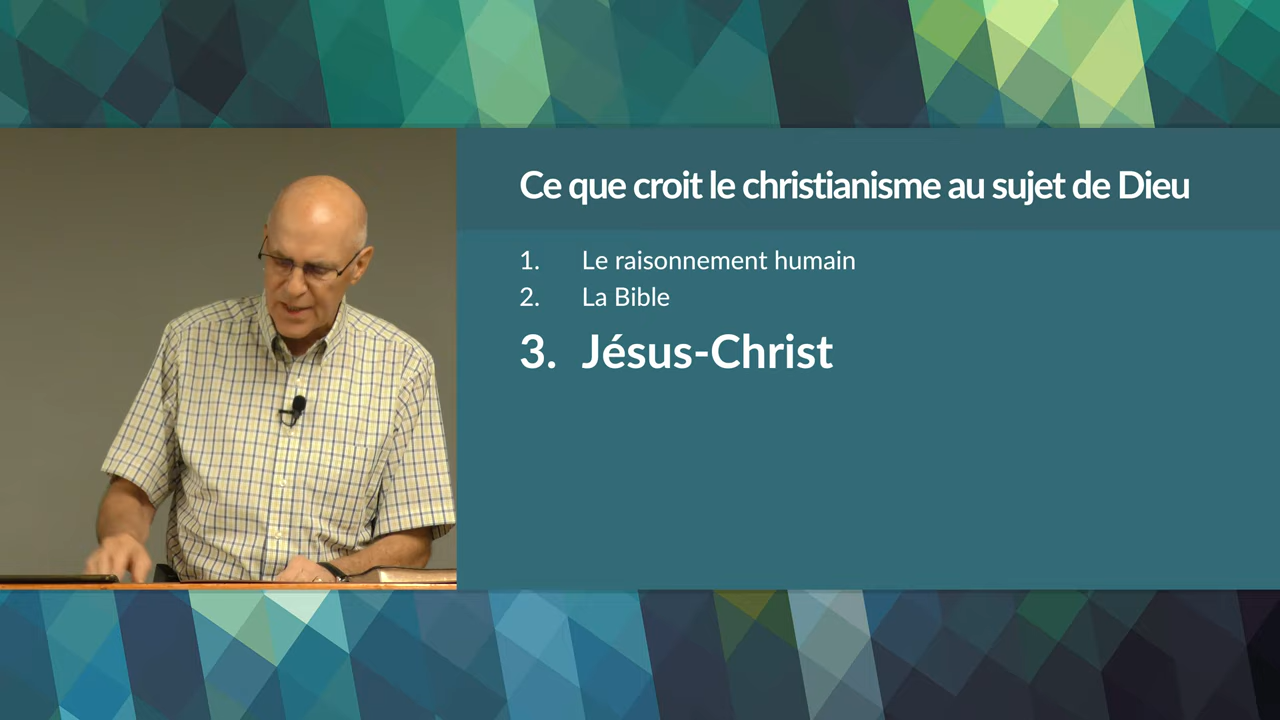 Ce que croit le christianisme au sujet de Dieu
1. Le raisonnement humain
2. La Bible
3. Jésus-Christ